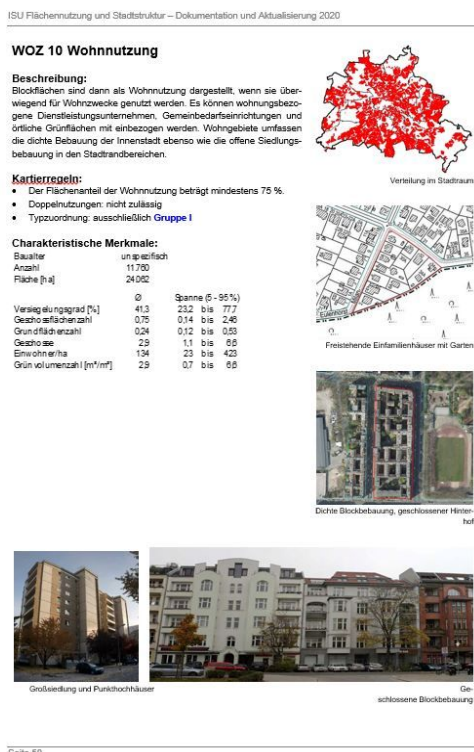 ISU Flächennutzung und Stadtstruktur – Dokumentation und Aktualisierung 2020
WOZ 10 Wohnnutzung
Beschreibung:
Blockflächen sind dann als Wohnnutzung dargestellt, wenn sie über-
wiegend für Wohnzwecke genutzt werden. Es können wohnungsbezo-
gene Dienstleistungsunternehmen, Gemeinbedarfseinrichtungen und
örtliche Grünflächen mit einbezogen werden. Wohngebiete umfassen
die dichte Bebauung der Innenstadt ebenso wie die offene Siedlungs-
bebauung in den Stadtrandbereichen.
Verteilung im Stadtraum
Kartierregeln:
• Der Flächenanteil der Wohnnutzung beträgt mindestens 75 %.
• Doppelnutzungen: nicht zulässig
• Typzuordnung: ausschließlich Gruppe I
Charakteristische Merkmale:
Baualter unspezifisch
Anzahl 11.760
Fläche [ha] 24.062
Ø Spanne (5 - 95 %)
Versiegelungsgrad [%] 41,3 23,2 bis 77,7
Geschossflächenzahl 0,75 0,14 bis 2,46
Grundflächenzahl 0,24 0,12 bis 0,53
Geschosse 2,9 1,1 bis 6,6
Einwohner/ha 134 23 bis 423
Grünvolumenzahl [m³/m²] 2,9 0,7 bis 6,6
Freistehende Einfamilienhäuser mit Garten
Dichte Blockbebauung, geschlossener Hinter-
hof
Großsiedlung und Punkthochhäuser
Ge-
schlossene Blockbebauung